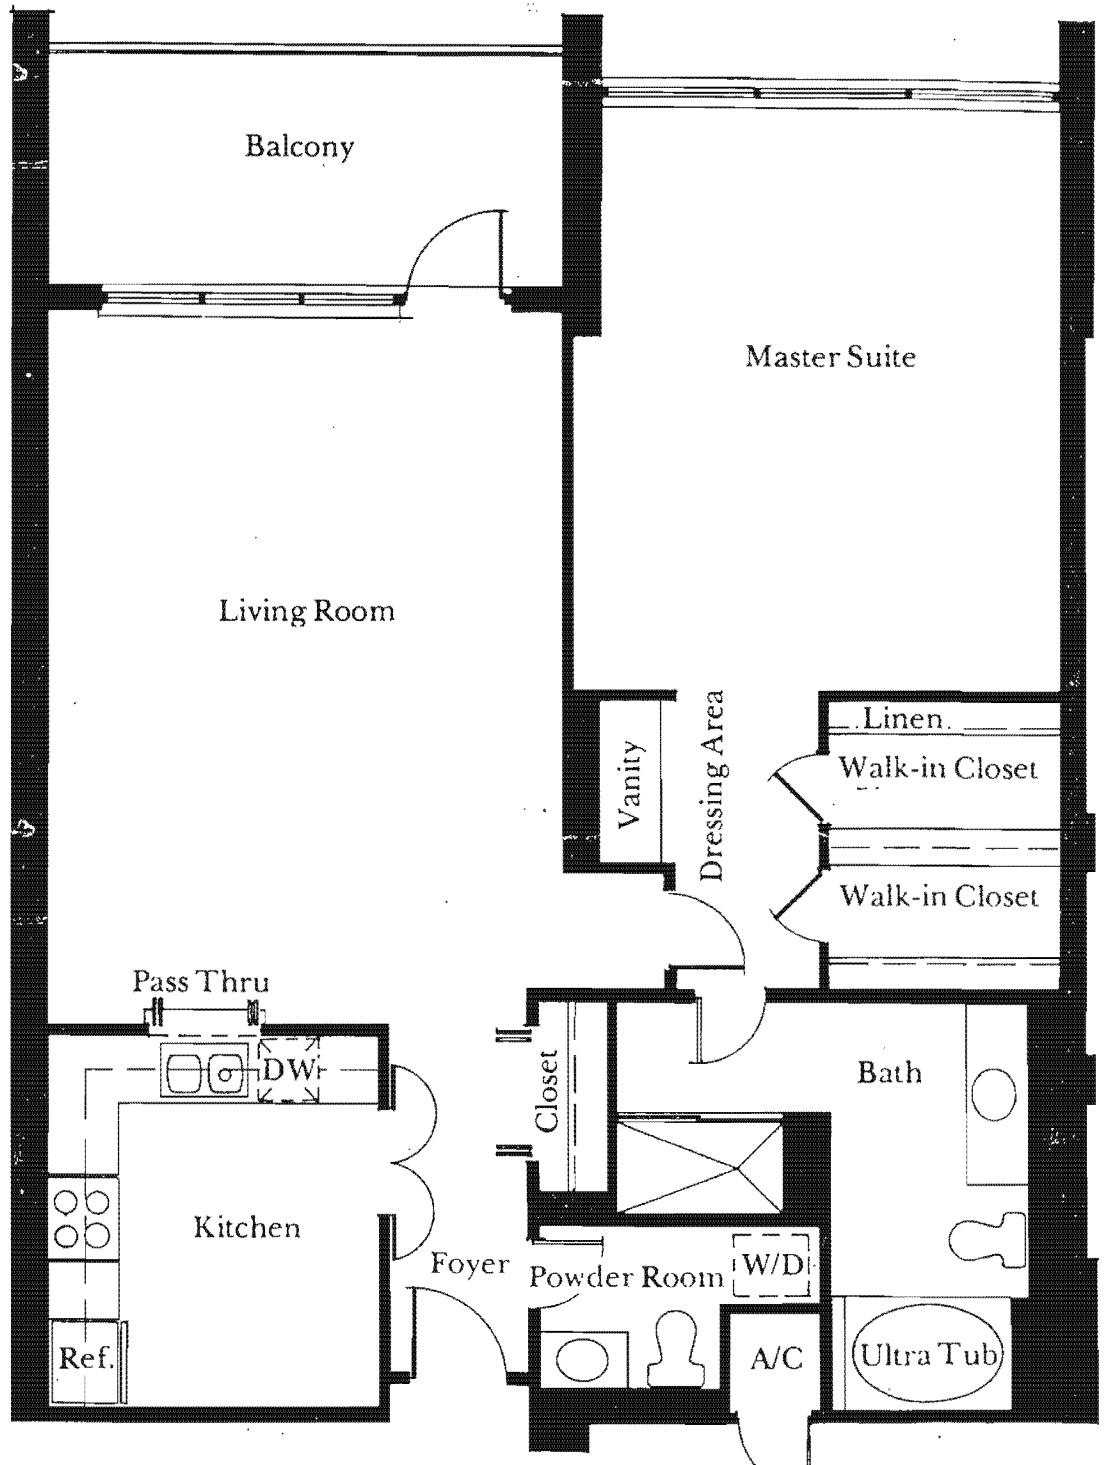 Balcony
Master Suite
Living Room
Linen
Walk-in Closet
Vanity
Dressing Area
Walk-in Closet
Pass Thru
DW
Closet
Bath
Kitchen
Foyer
Powder Room
W/D
Ref.
A/C
Ultra Tub